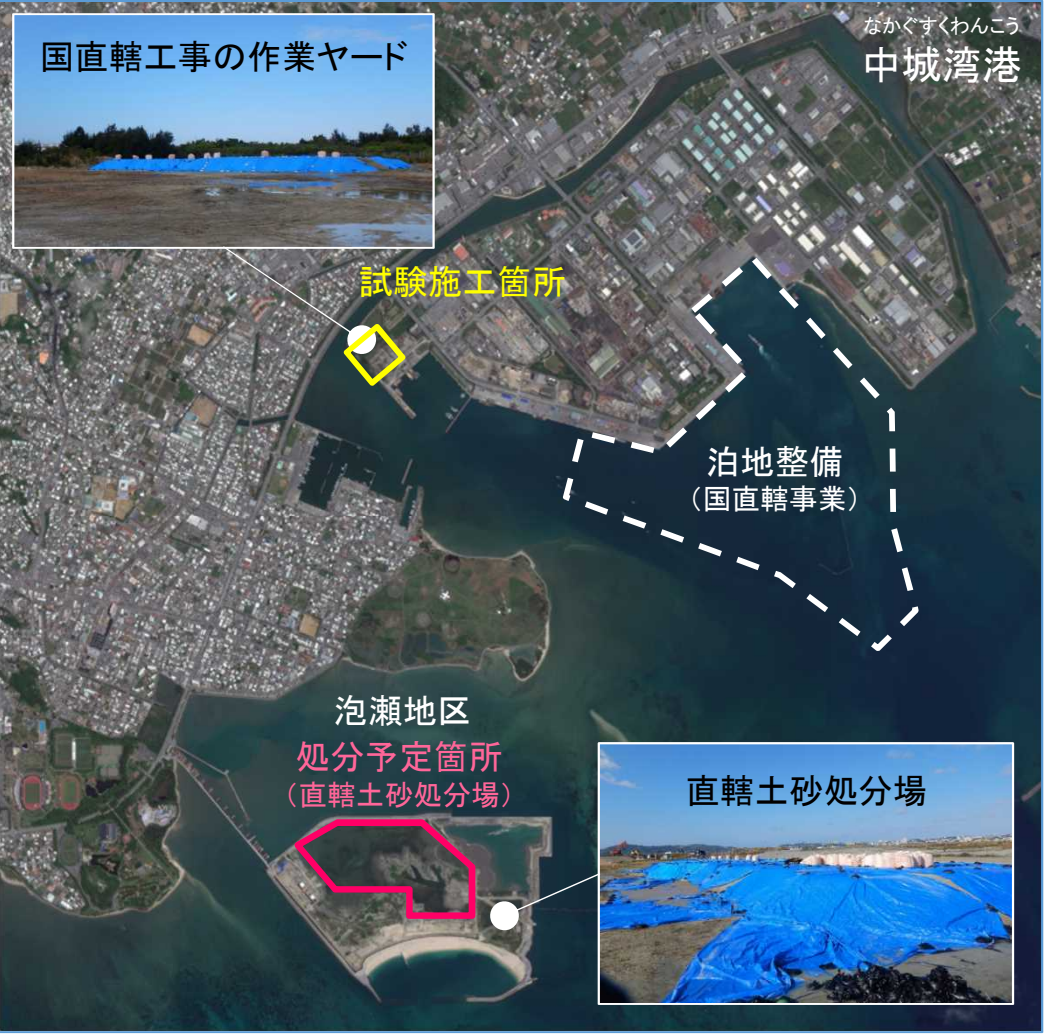 国直轄工事の作業ヤード
なかぐすくわんこう
中城湾港
試験施工箇所
泊地整備
（国直轄事業）
泡瀬地区
処分予定箇所
（直轄土砂処分場）
直轄土砂処分場